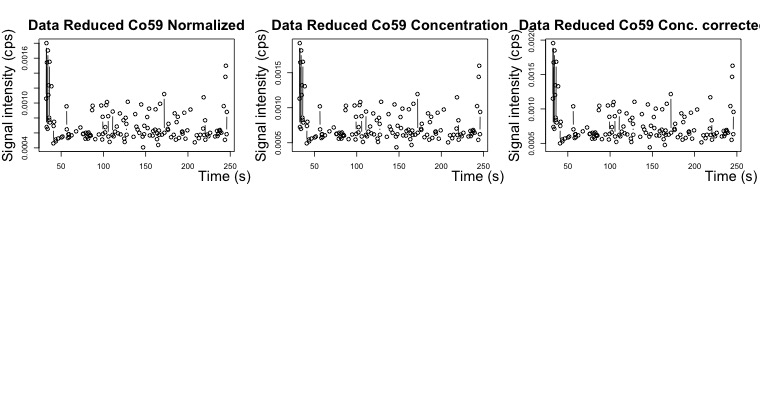 Data Reduced Co59 Normalized
Signal intensity (cps)
0.0004 0.0010 0.0016
50 100 150 200 250
Time (s)
Data Reduced Co59 Concentration
Signal intensity (cps)
0.0005 0.0010 0.0015
50 100 150 200 250
Time (s)
Data Reduced Co59 Conc. corrected
Signal intensity (cps)
0.0005 0.0010 0.0015 0.0020
50 100 150 200 250
Time (s)